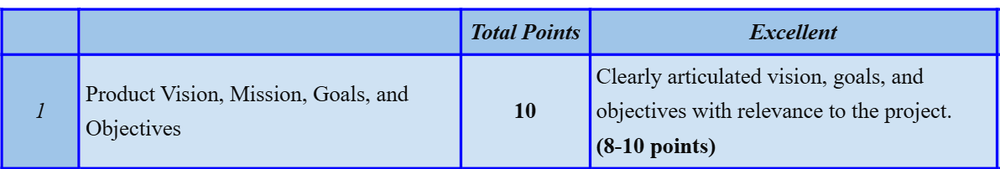 Total Points Excellent
1 Product Vision, Mission, Goals, and Objectives 10 Clearly articulated vision, goals, and objectives with relevance to the project. (8-10 points)